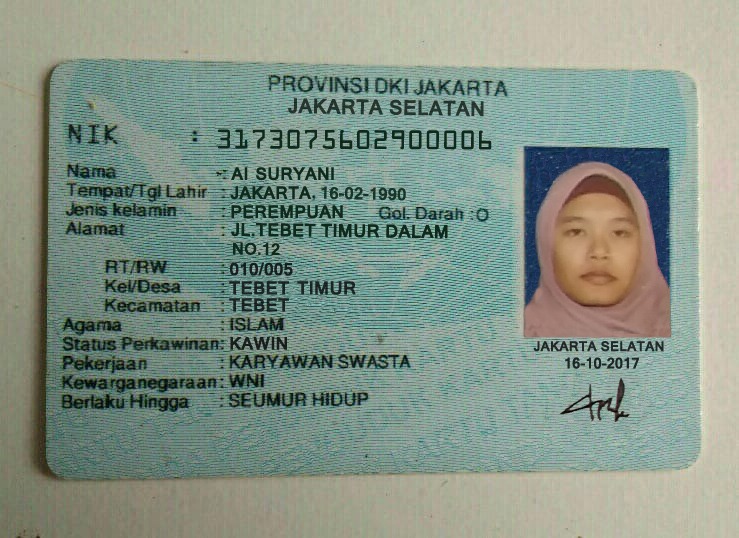 PROVINSI DKI JAKARTA
JAKARTA SELATAN
NIK : 3173075602900006
Nama : AI SURYANI
Tempat/Tgl Lahir : JAKARTA, 16-02-1990
Jenis kelamin : PEREMPUAN Gol. Darah :O
Alamat : JL,TEBET TIMUR DALAM
NO.12
RT/RW : 010/005
Kel/Desa : TEBET TIMUR
Kecamatan : TEBET
Agama : ISLAM
Status Perkawinan: KAWIN
Pekerjaan : KARYAWAN SWASTA
Kewarganegaraan: WNI
Berlaku Hingga : SEUMUR HIDUP
JAKARTA SELATAN
16-10-2017